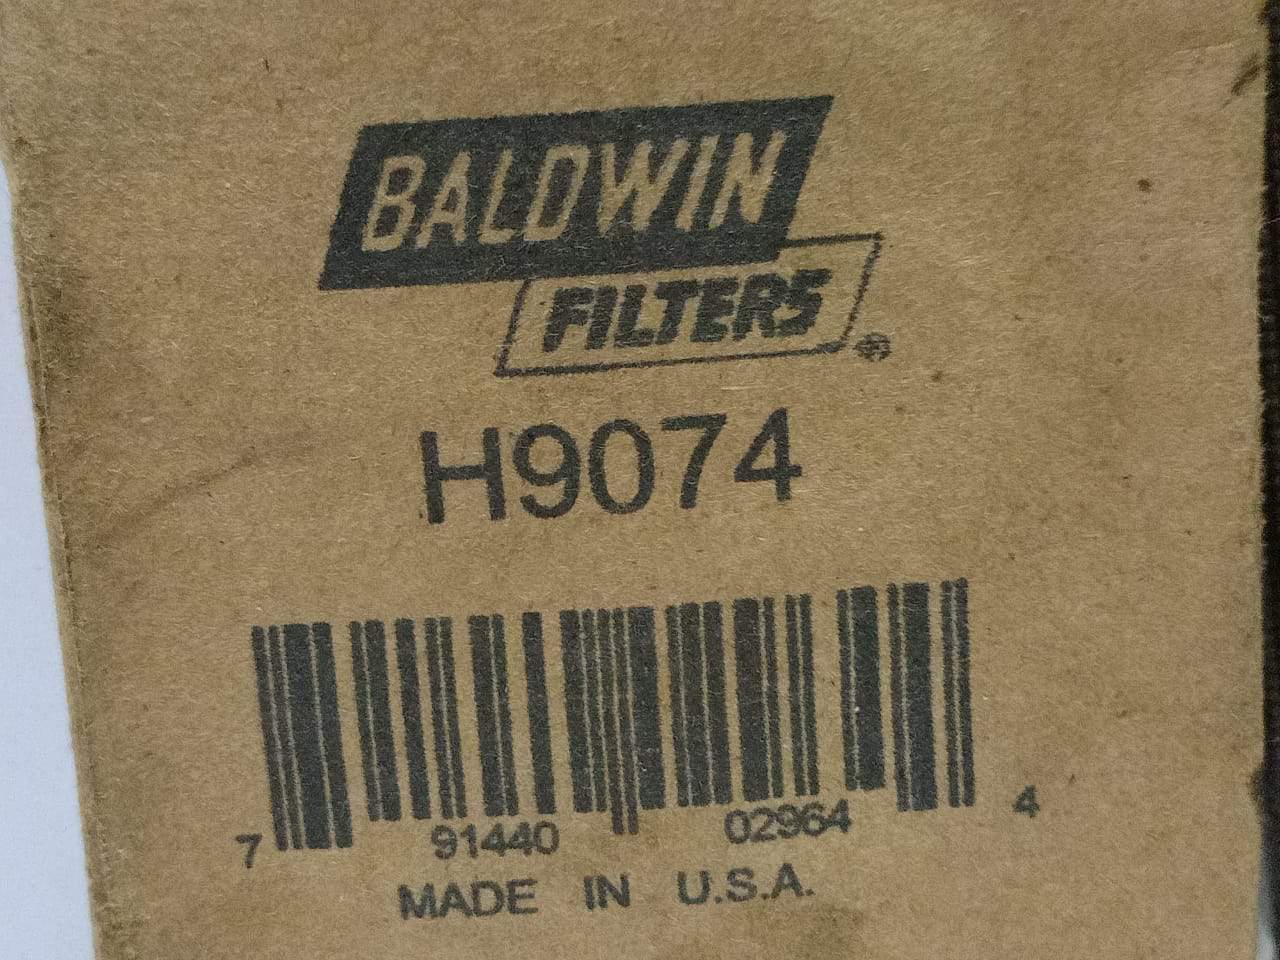 BALDWIN
FILTERS®
H9074
7 91440 02964 4
MADE IN U.S.A.